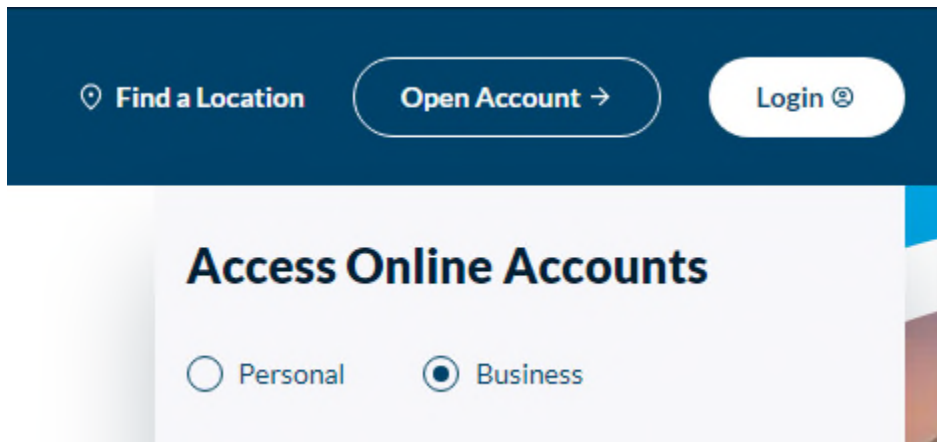 Find a Location Open Account → Login
Access Online Accounts
Personal Business